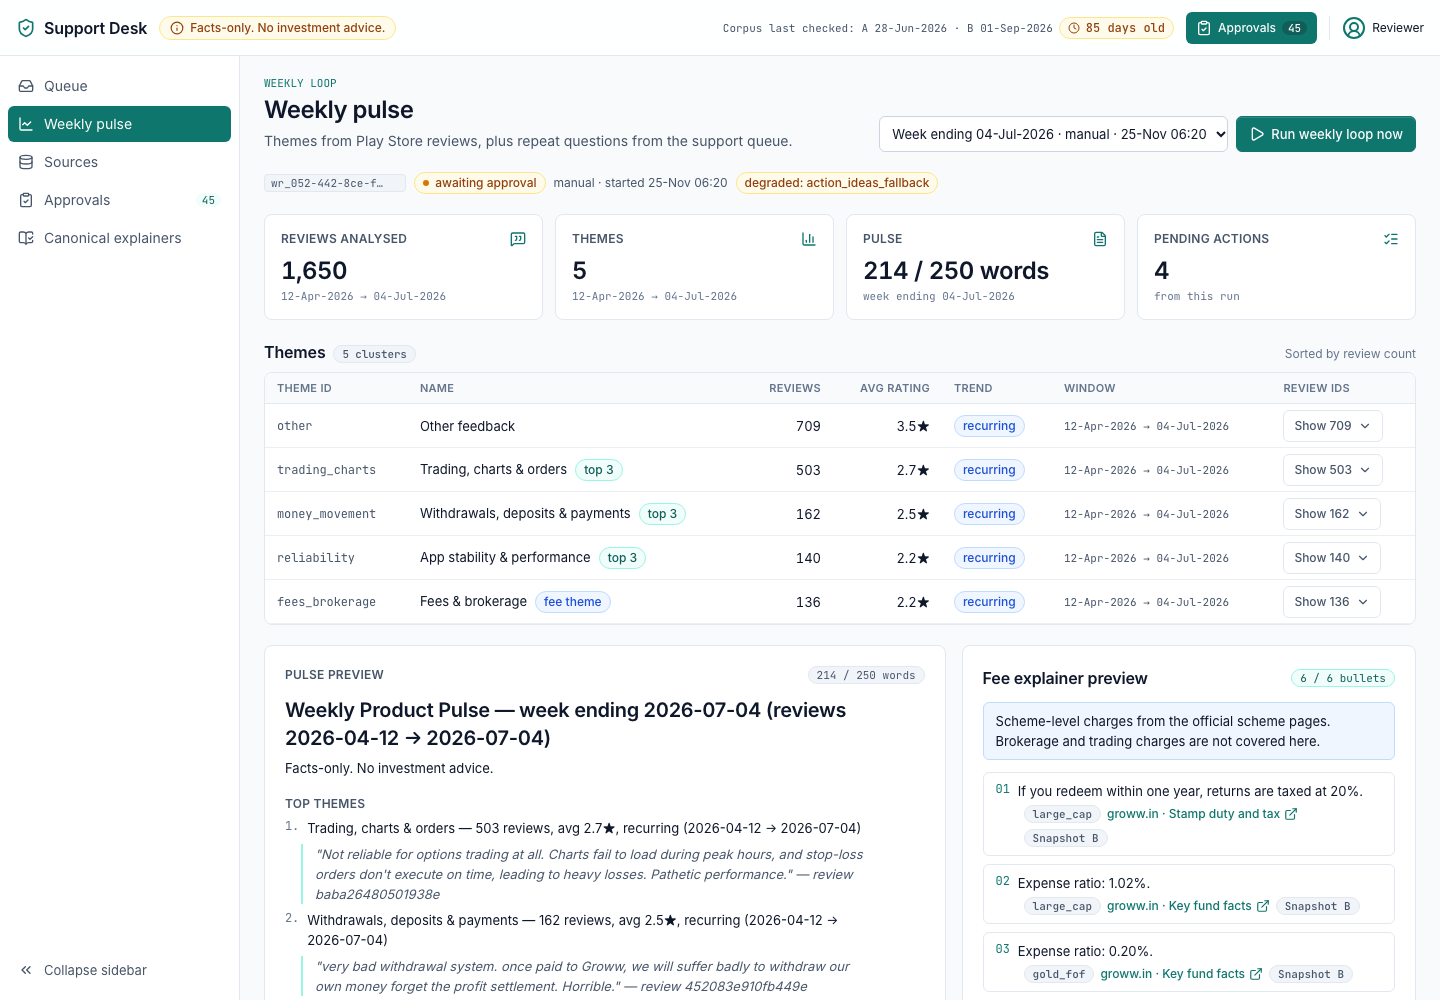 Support Desk
Facts-only. No investment advice.
Corpus last checked: A 28-Jun-2026 · B 01-Sep-2026
85 days old
Approvals 45
Reviewer
Queue
Weekly pulse
Sources
Approvals 45
Canonical explainers
Collapse sidebar
WEEKLY LOOP
Weekly pulse
Themes from Play Store reviews, plus repeat questions from the support queue.
Week ending 04-Jul-2026 · manual · 25-Nov 06:20
Run weekly loop now
wr_052-442-8ce-f… awaiting approval manual · started 25-Nov 06:20 degraded: action_ideas_fallback
REVIEWS ANALYSED
1,650
12-Apr-2026 → 04-Jul-2026
THEMES
5
12-Apr-2026 → 04-Jul-2026
PULSE
214 / 250 words
week ending 04-Jul-2026
PENDING ACTIONS
4
from this run
Themes 5 clusters
Sorted by review count
THEME ID NAME REVIEWS AVG RATING TREND WINDOW REVIEW IDS
other Other feedback 709 3.5★ recurring 12-Apr-2026 → 04-Jul-2026 Show 709
trading_charts Trading, charts & orders top 3 503 2.7★ recurring 12-Apr-2026 → 04-Jul-2026 Show 503
money_movement Withdrawals, deposits & payments top 3 162 2.5★ recurring 12-Apr-2026 → 04-Jul-2026 Show 162
reliability App stability & performance top 3 140 2.2★ recurring 12-Apr-2026 → 04-Jul-2026 Show 140
fees_brokerage Fees & brokerage fee theme 136 2.2★ recurring 12-Apr-2026 → 04-Jul-2026 Show 136
PULSE PREVIEW 214 / 250 words
Weekly Product Pulse — week ending 2026-07-04 (reviews
2026-04-12 → 2026-07-04)
Facts-only. No investment advice.
TOP THEMES
1. Trading, charts & orders — 503 reviews, avg 2.7★, recurring (2026-04-12 → 2026-07-04)
"Not reliable for options trading at all. Charts fail to load during peak hours, and stop-loss
orders don't execute on time, leading to heavy losses. Pathetic performance." — review
baba26480501938e
2. Withdrawals, deposits & payments — 162 reviews, avg 2.5★, recurring (2026-04-12 →
2026-07-04)
"very bad withdrawal system. once paid to Groww, we will suffer badly to withdraw our
own money forget the profit settlement. Horrible." — review 452083e910fb449e
Fee explainer preview 6 / 6 bullets
Scheme-level charges from the official scheme pages.
Brokerage and trading charges are not covered here.
01 If you redeem within one year, returns are taxed at 20%.
large_cap groww.in · Stamp duty and tax
Snapshot B
02 Expense ratio: 1.02%.
large_cap groww.in · Key fund facts Snapshot B
03 Expense ratio: 0.20%.
gold_fof groww.in · Key fund facts Snapshot B